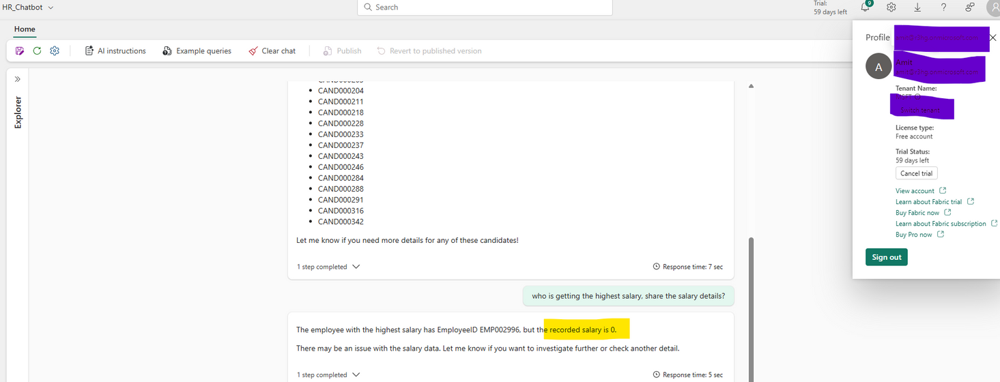 HR_Chatbot
Search
Trial:
59 days left
9
Home
AI instructions
Example queries
Clear chat
Publish
Revert to published version
Explorer
CAND000204
CAND000211
CAND000218
CAND000228
CAND000233
CAND000237
CAND000243
CAND000246
CAND000284
CAND000288
CAND000291
CAND000316
CAND000342
Let me know if you need more details for any of these candidates!
1 step completed
Response time: 7 sec
who is getting the highest salary, share the salary details?
The employee with the highest salary has EmployeeID EMP002996, but the recorded salary is 0.
There may be an issue with the salary data. Let me know if you want to investigate further or check another detail.
1 step completed
Response time: 5 sec
Profile
A
Amit
Tenant Name:
Switch tenant
License type:
Free account
Trial Status:
59 days left
Cancel trial
View account
Learn about Fabric trial
Buy Fabric now
Learn about Fabric subscription
Buy Pro now
Sign out